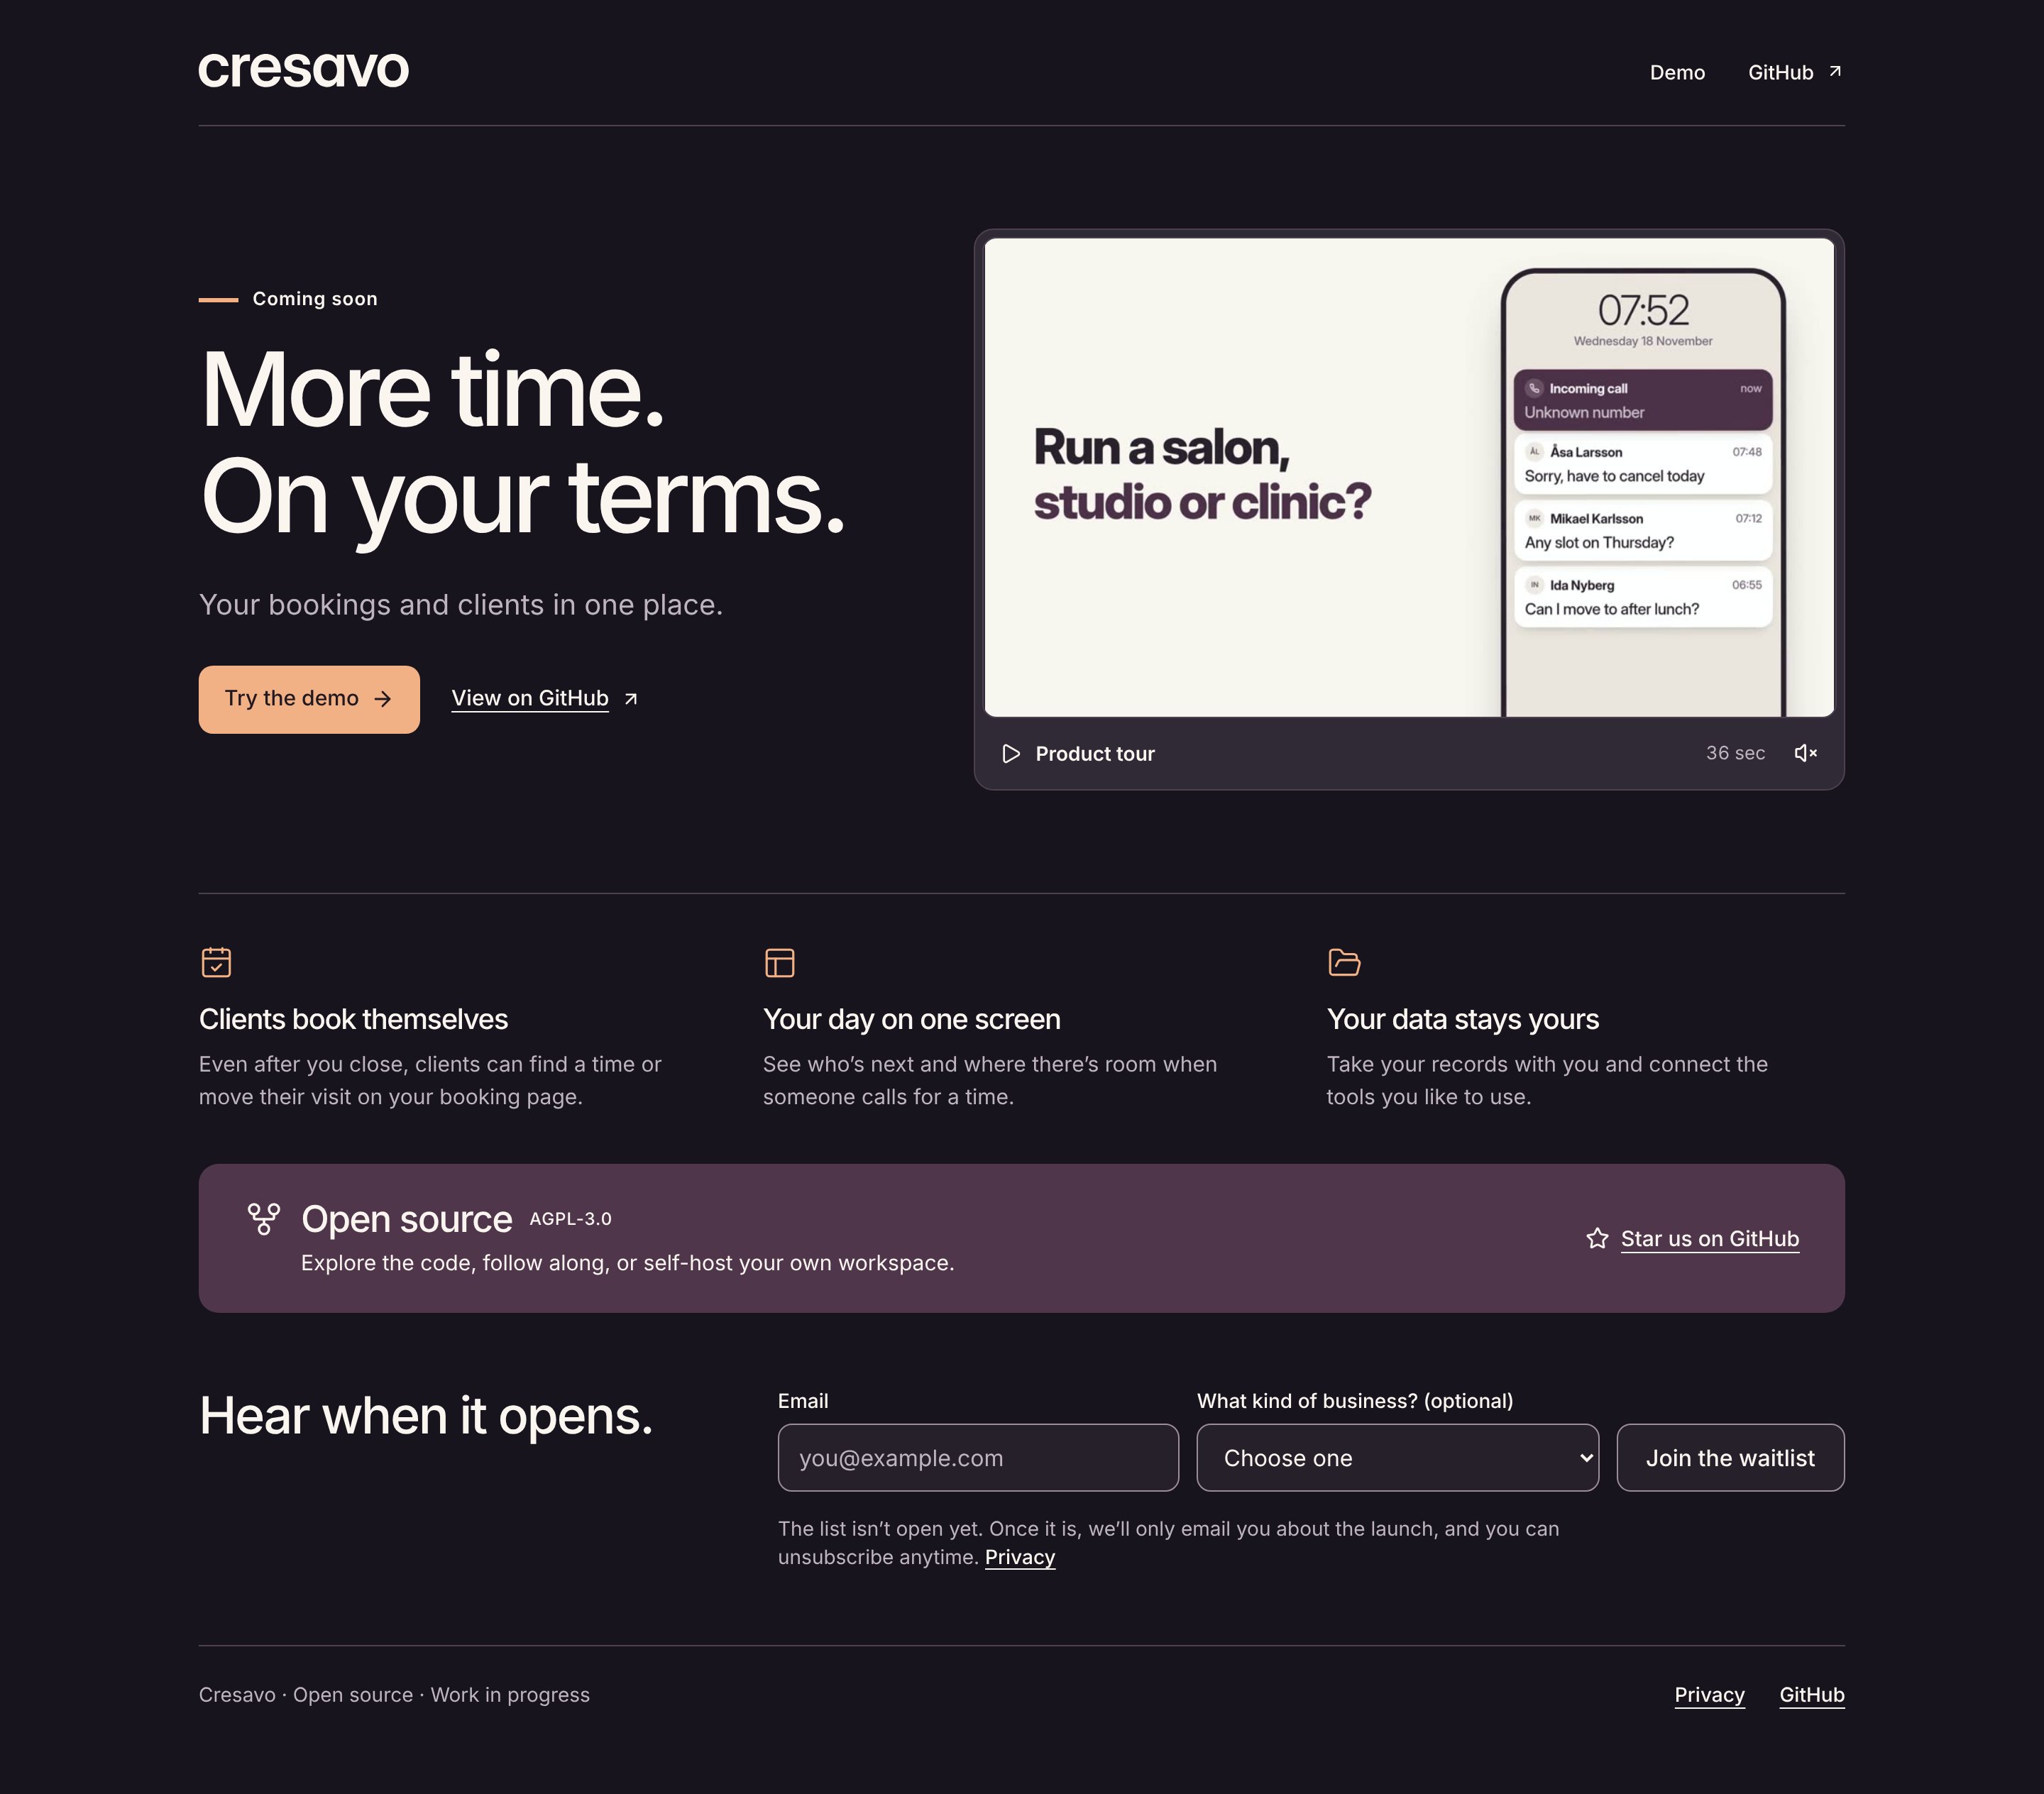 cresavo
Demo
GitHub
Coming soon
More time.
On your terms.
Your bookings and clients in one place.
Try the demo
View on GitHub
Run a salon,
studio or clinic?
07:52
Wednesday 18 November
Incoming call
now
Unknown number
ÅL
Åsa Larsson
07:48
Sorry, have to cancel today
MK
Mikael Karlsson
07:12
Any slot on Thursday?
IN
Ida Nyberg
06:55
Can I move to after lunch?
Product tour
36 sec
Clients book themselves
Even after you close, clients can find a time or
move their visit on your booking page.
Your day on one screen
See who’s next and where there’s room when
someone calls for a time.
Your data stays yours
Take your records with you and connect the
tools you like to use.
Open source AGPL-3.0
Explore the code, follow along, or self-host your own workspace.
Star us on GitHub
Hear when it opens.
Email
you@example.com
What kind of business? (optional)
Choose one
Join the waitlist
The list isn’t open yet. Once it is, we’ll only email you about the launch, and you can
unsubscribe anytime. Privacy
Cresavo · Open source · Work in progress
Privacy
GitHub